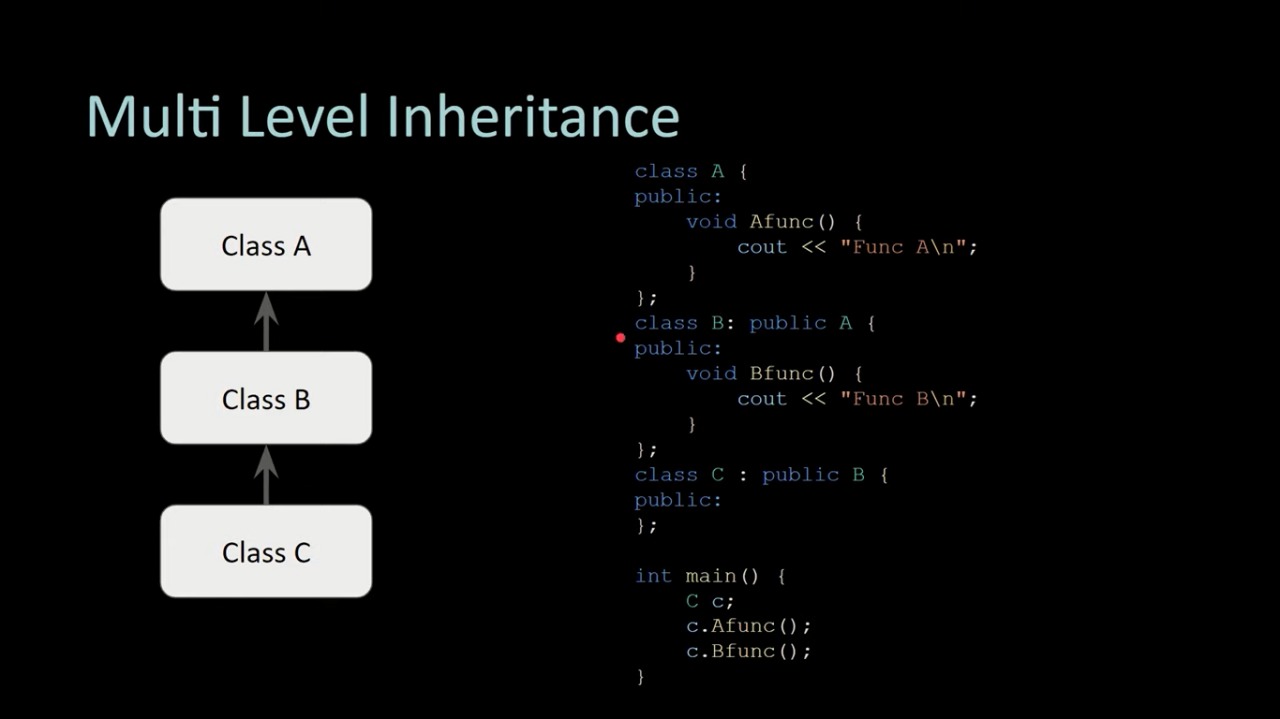 Multi Level Inheritance
Class A
Class B
Class C
class A {
public:
    void Afunc() {
        cout << "Func A\n";
    }
};
class B: public A {
public:
    void Bfunc() {
        cout << "Func B\n";
    }
};
class C : public B {
public:
};

int main() {
    C c;
    c.Afunc();
    c.Bfunc();
}